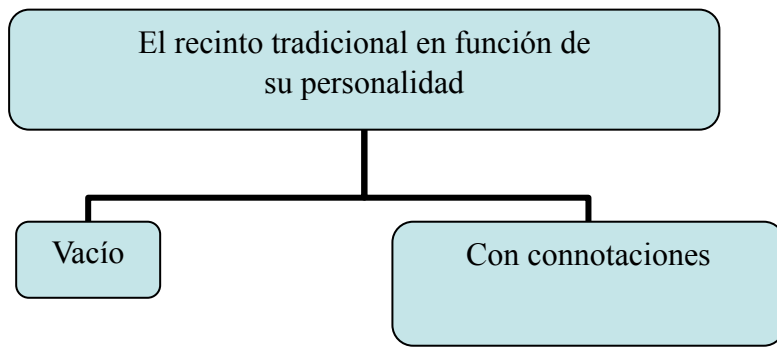 El recinto tradicional en función de
su personalidad
Vacío
Con connotaciones